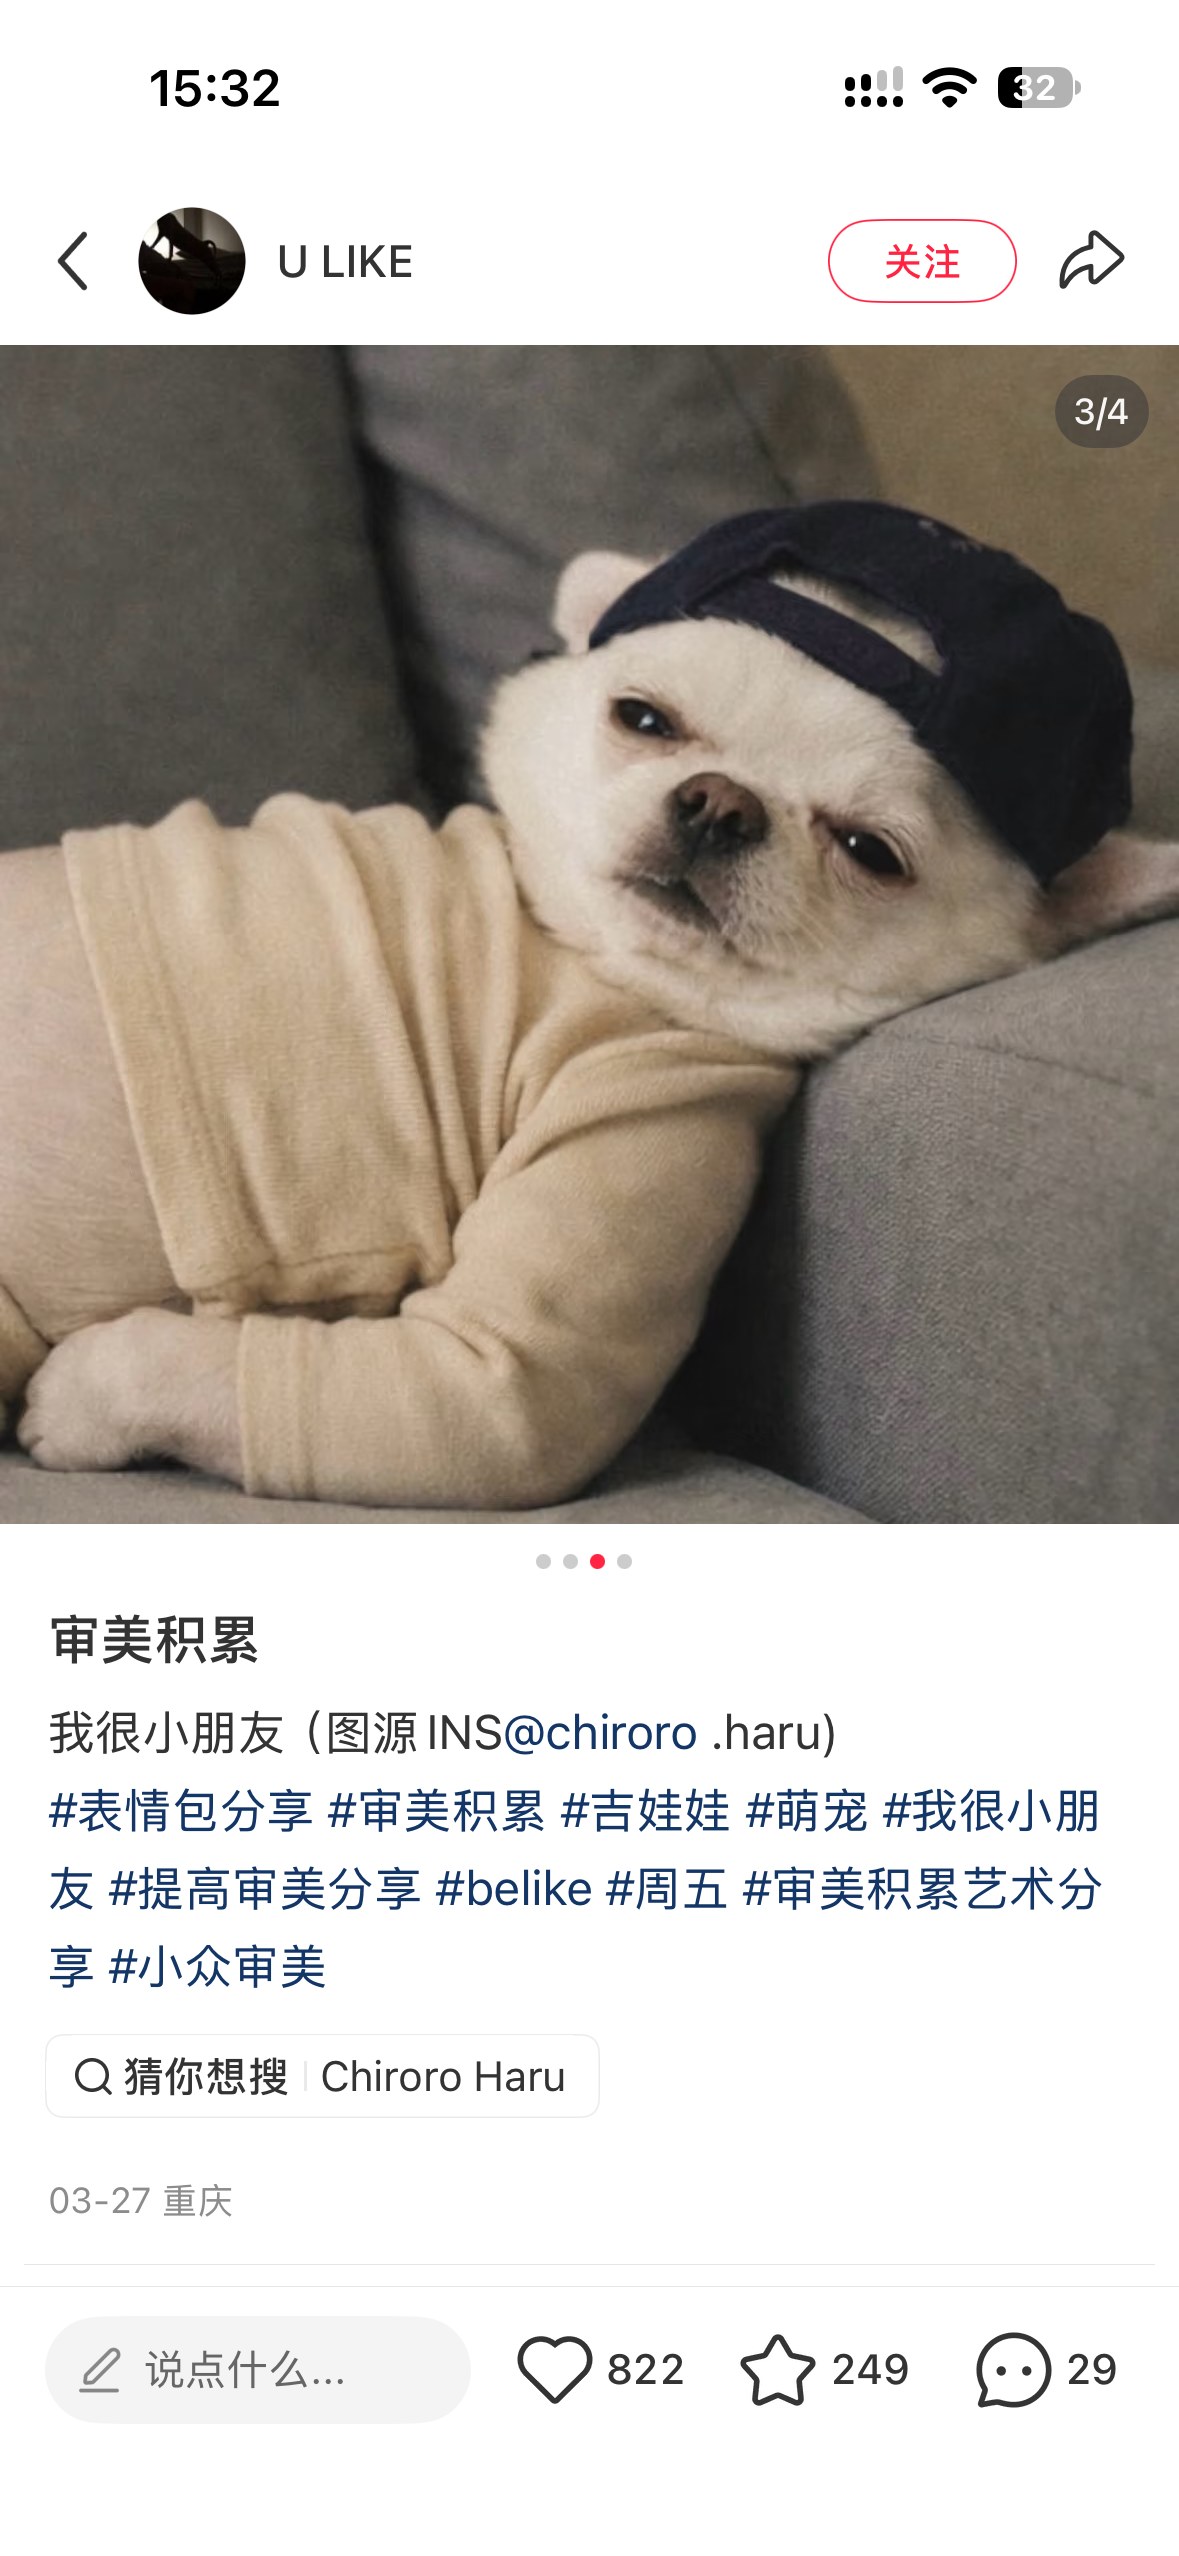 15:32
32
U LIKE
关注
3/4
审美积累
我很小朋友（图源INS@chiroro .haru)
#表情包分享 #审美积累 #吉娃娃 #萌宠 #我很小朋
友 #提高审美分享 #belike #周五 #审美积累艺术分
享 #小众审美
猜你想搜 Chiroro Haru
03-27 重庆
说点什么...
822
249
29